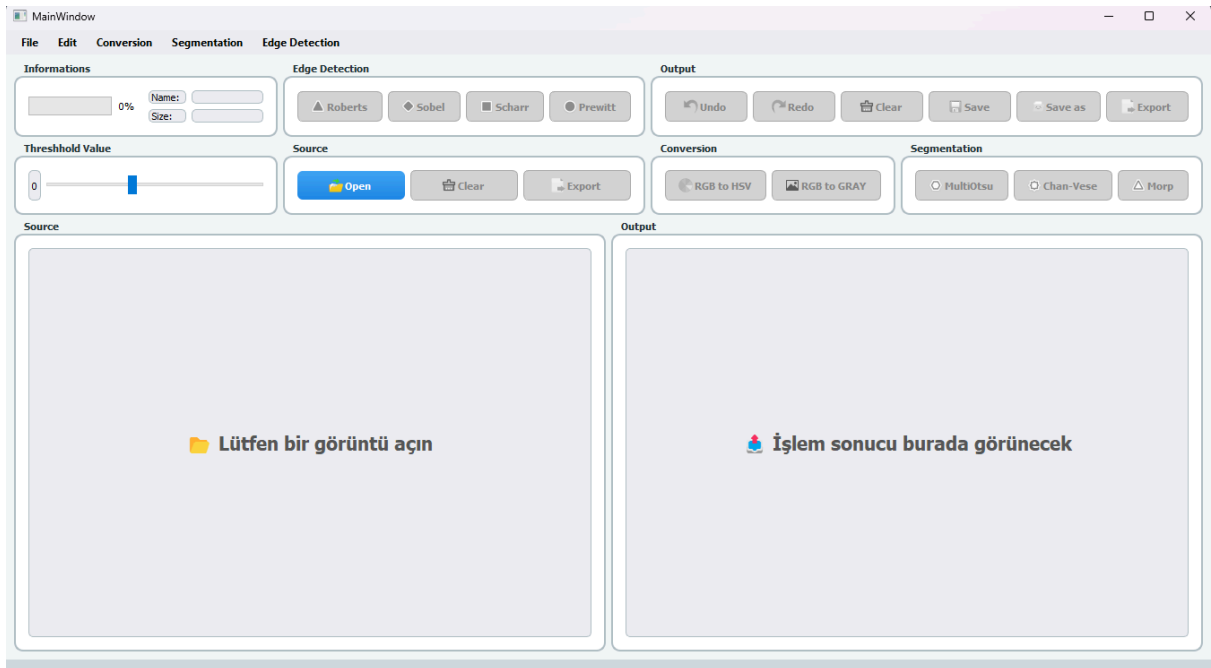 MainWindow
File Edit Conversion Segmentation Edge Detection
Informations Edge Detection Output
0% Name: Roberts Sobel Scharr Prewitt Undo Redo Clear Save Save as Export
Size:
Threshhold Value Source Conversion Segmentation
0 Open Clear Export RGB to HSV RGB to GRAY MultiOtsu Chan-Vese Morp
Source Output
Lütfen bir görüntü açın İşlem sonucu burada görünecek